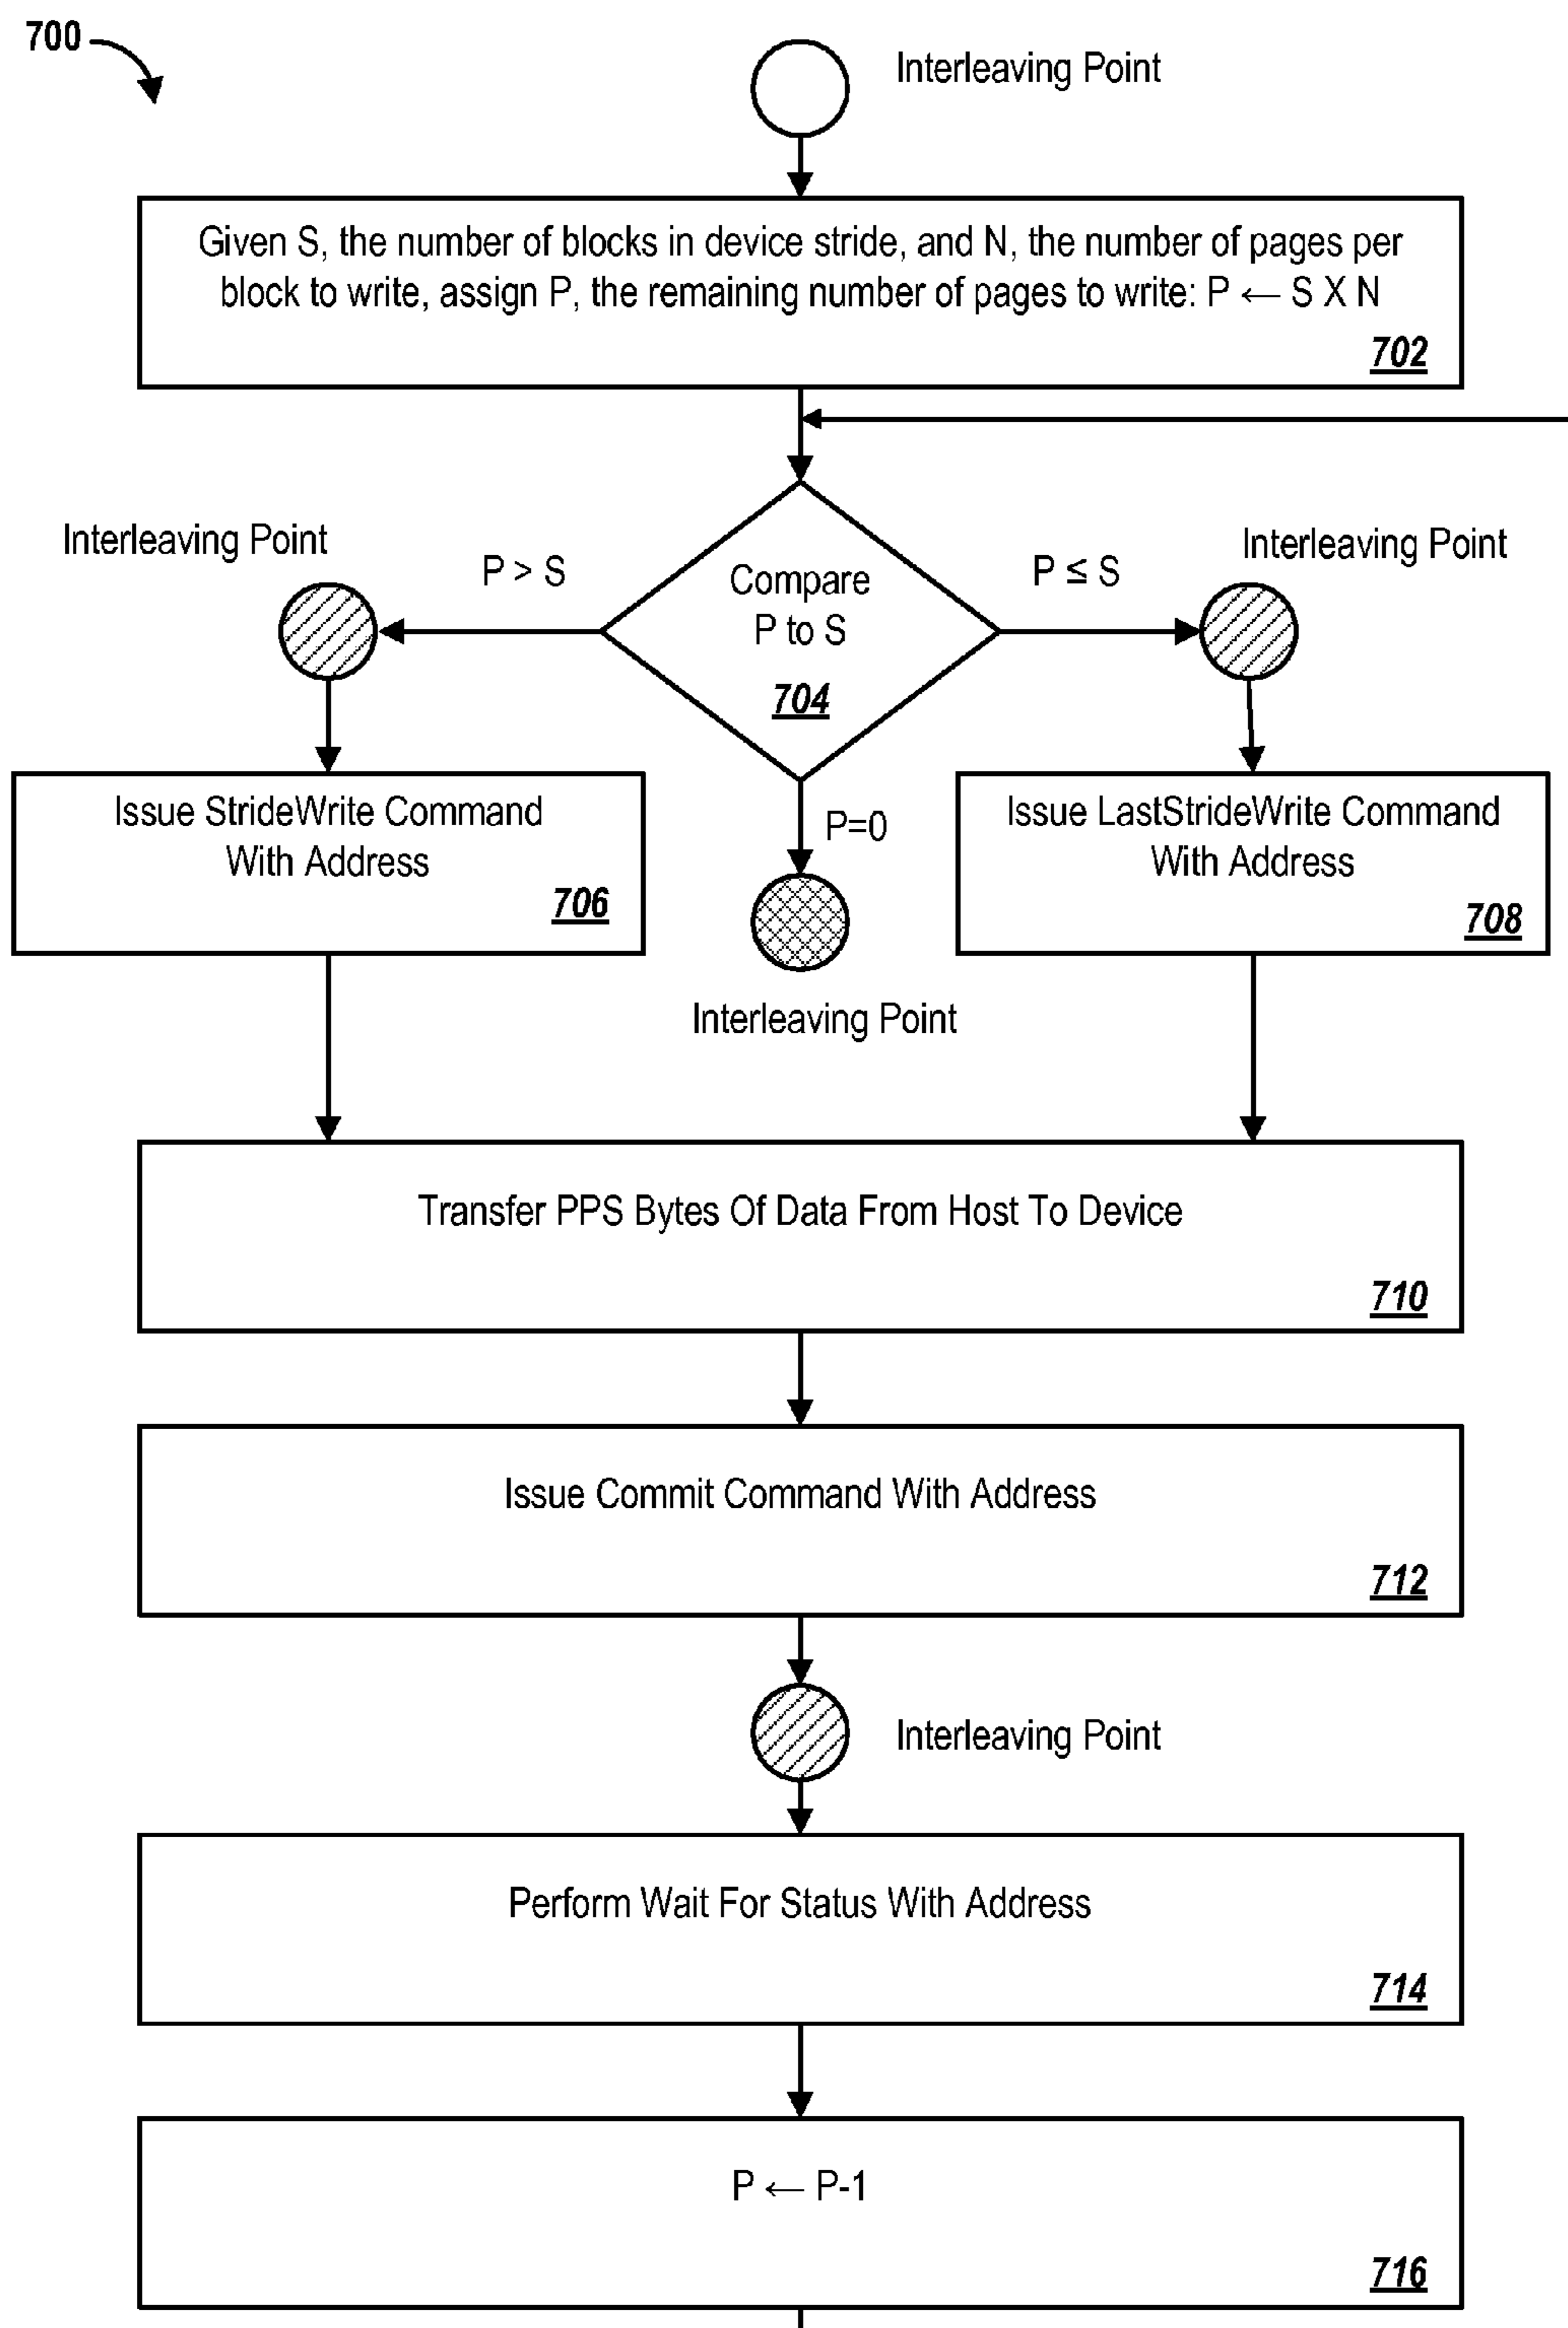 700
Interleaving Point
Given S, the number of blocks in device stride, and N, the number of pages per
block to write, assign P, the remaining number of pages to write: P ← S X N
702
Interleaving Point
P > S
Compare
P to S
704
P ≤ S
Interleaving Point
Issue StrideWrite Command
With Address
706
P=0
Interleaving Point
Issue LastStrideWrite Command
With Address
708
Transfer PPS Bytes Of Data From Host To Device
710
Issue Commit Command With Address
712
Interleaving Point
Perform Wait For Status With Address
714
P ← P-1
716